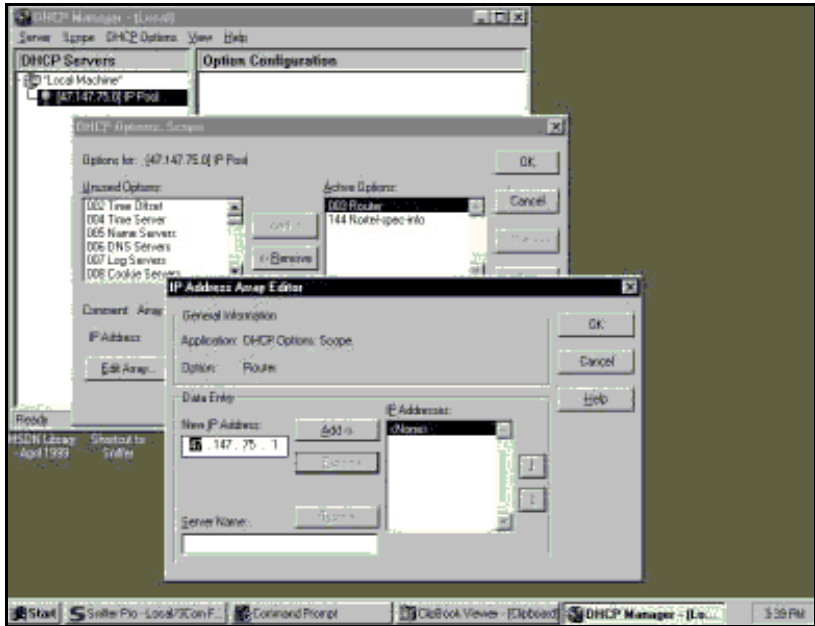 DHCP Manager - (Local)
Server Scope DHCP Options View Help
DHCP Servers
Option Configuration
"Local Machine"
[47.147.75.0] IP Pool
DHCP Options: Scope
Options for: [47.147.75.0] IP Pool
OK
Unused Options:
Active Options:
002 Time Offset
004 Time Server
005 Name Servers
006 DNS Servers
007 Log Servers
008 Cookie Servers
003 Router
144 Nortel-spec-info
Cancel
<- Remove
Comment: Array
IP Address
Edit Array...
IP Address Array Editor
General Information
Application: DHCP Options: Scope.
Option: Router
OK
Cancel
Help
Data Entry
New IP Address:
47 . 147 . 75 . 1
Add ->
IP Addresses:
(None)
Server Name:
Ready
MSDN Library - April 1999
Shortcut to Sniffer
Start
Sniffer Pro - Local/3Com F...
Command Prompt
ClipBook Viewer - [Clipboard]
DHCP Manager - (Lo...
3:39 PM